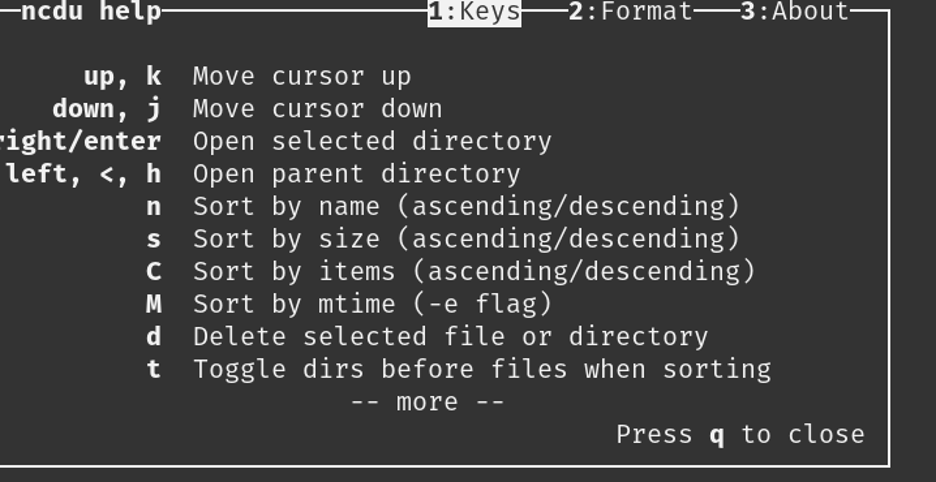 ncdu help 1:Keys 2:Format 3:About
up, k Move cursor up
down, j Move cursor down
right/enter Open selected directory
left, <, h Open parent directory
n Sort by name (ascending/descending)
s Sort by size (ascending/descending)
C Sort by items (ascending/descending)
M Sort by mtime (-e flag)
d Delete selected file or directory
t Toggle dirs before files when sorting
-- more --
Press q to close